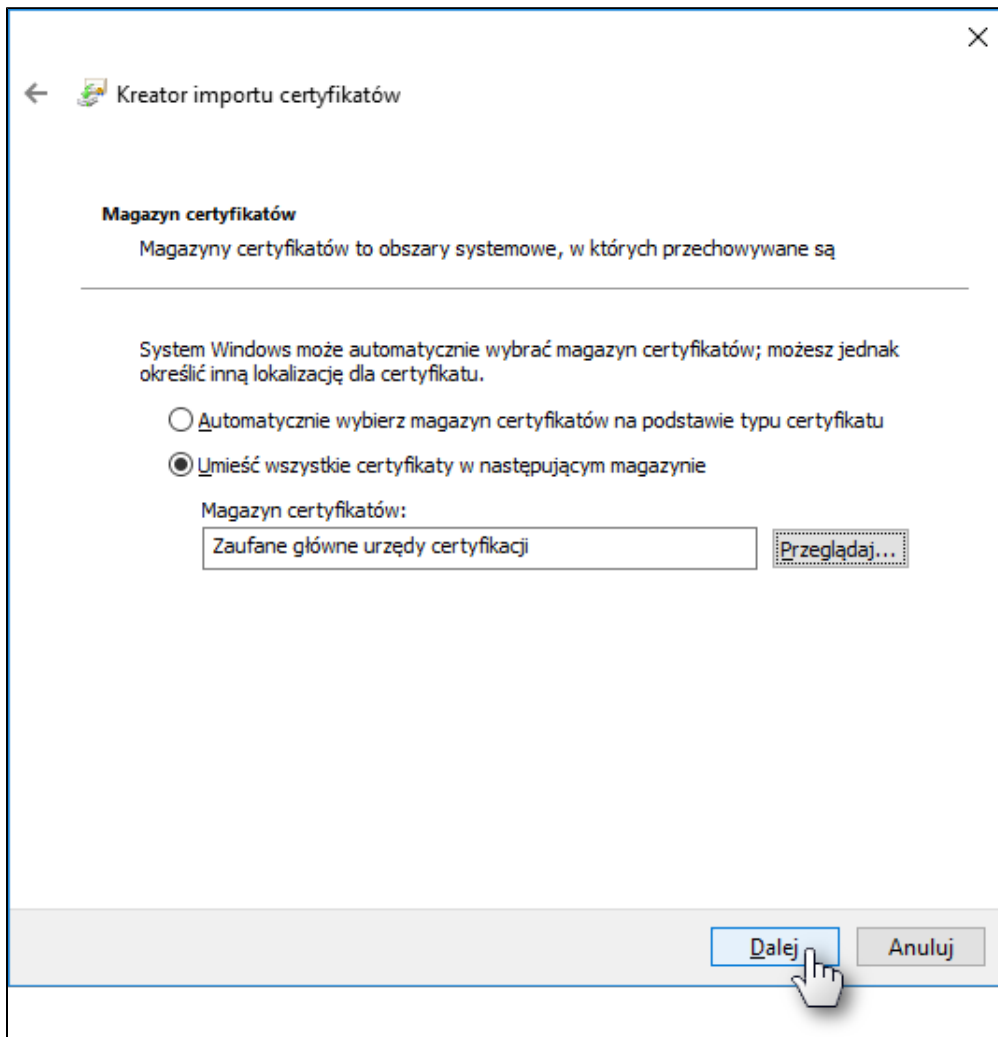 Kreator importu certyfikatów
Magazyn certyfikatów
Magazyny certyfikatów to obszary systemowe, w których przechowywane są
System Windows może automatycznie wybrać magazyn certyfikatów; możesz jednak
określić inną lokalizację dla certyfikatu.
Automatycznie wybierz magazyn certyfikatów na podstawie typu certyfikatu
Umieść wszystkie certyfikaty w następującym magazynie
Magazyn certyfikatów:
Zaufane główne urzędy certyfikacji
Przeglądaj...
Dalej
Anuluj